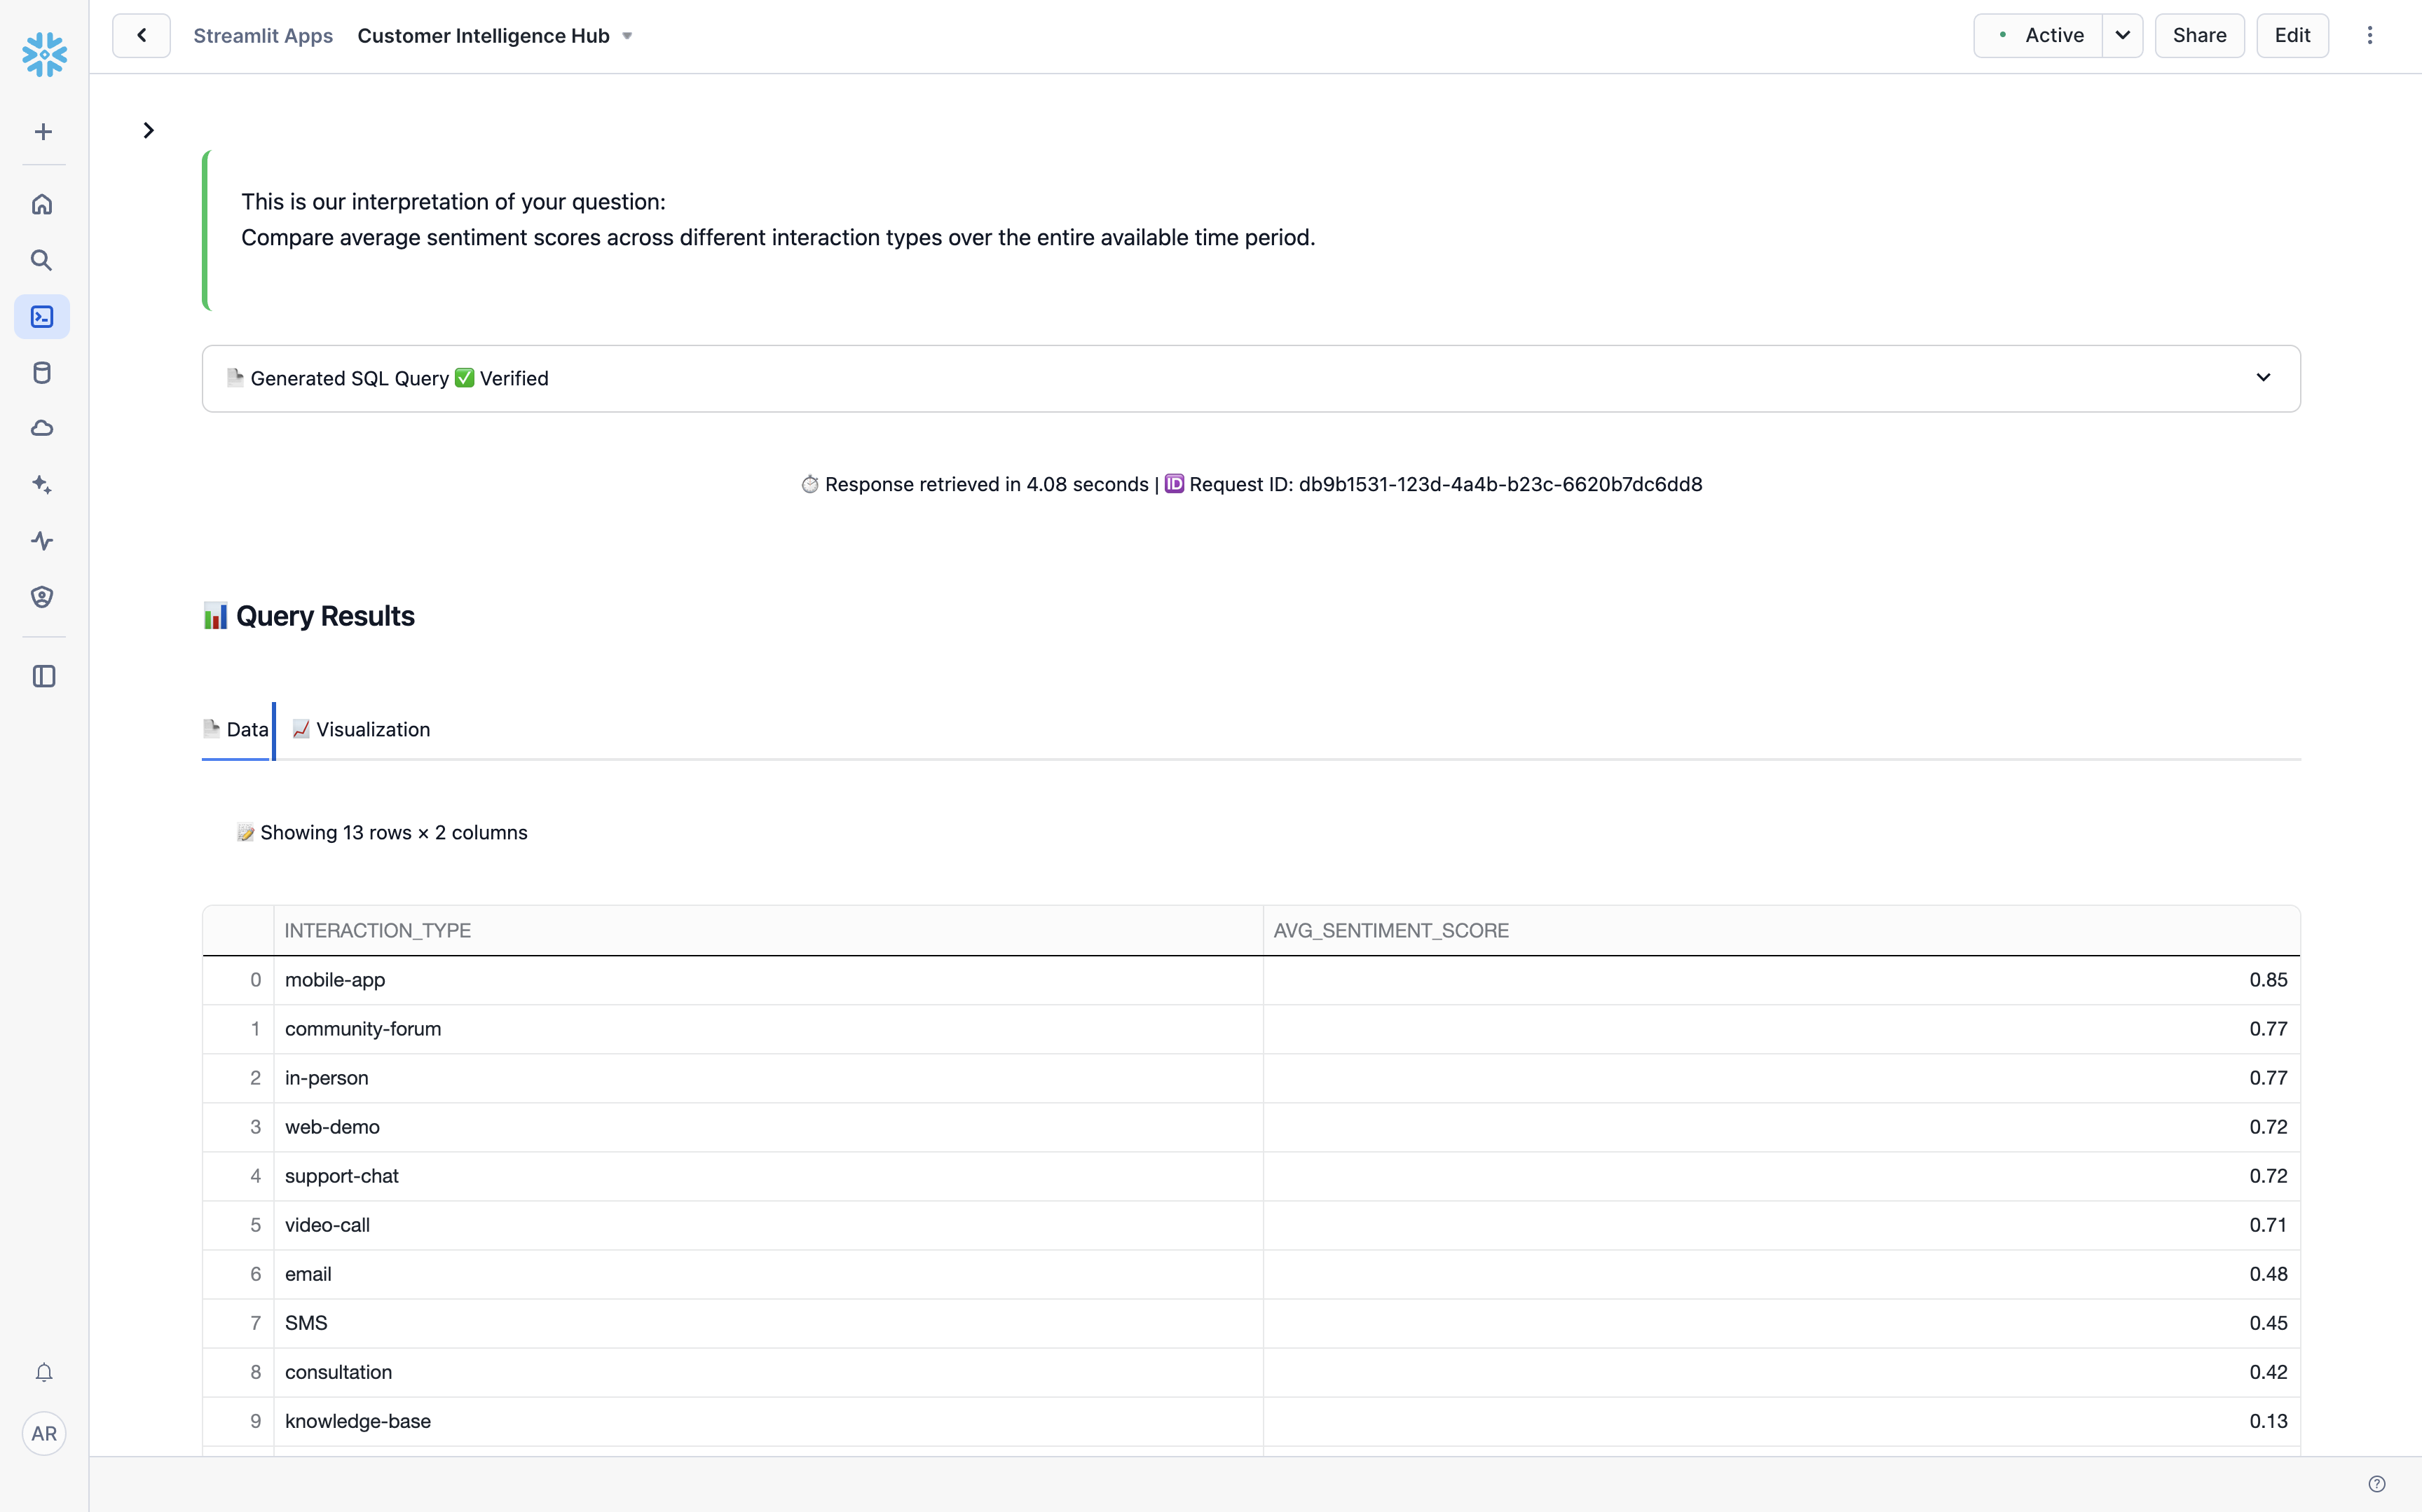 Streamlit Apps Customer Intelligence Hub
Active Share Edit
This is our interpretation of your question:
Compare average sentiment scores across different interaction types over the entire available time period.
Generated SQL Query ✅ Verified
⏱ Response retrieved in 4.08 seconds | 🆔 Request ID: db9b1531-123d-4a4b-b23c-6620b7dc6dd8
📊 Query Results
Data 📈 Visualization
📝 Showing 13 rows × 2 columns
INTERACTION_TYPE AVG_SENTIMENT_SCORE
0 mobile-app 0.85
1 community-forum 0.77
2 in-person 0.77
3 web-demo 0.72
4 support-chat 0.72
5 video-call 0.71
6 email 0.48
7 SMS 0.45
8 consultation 0.42
9 knowledge-base 0.13
AR